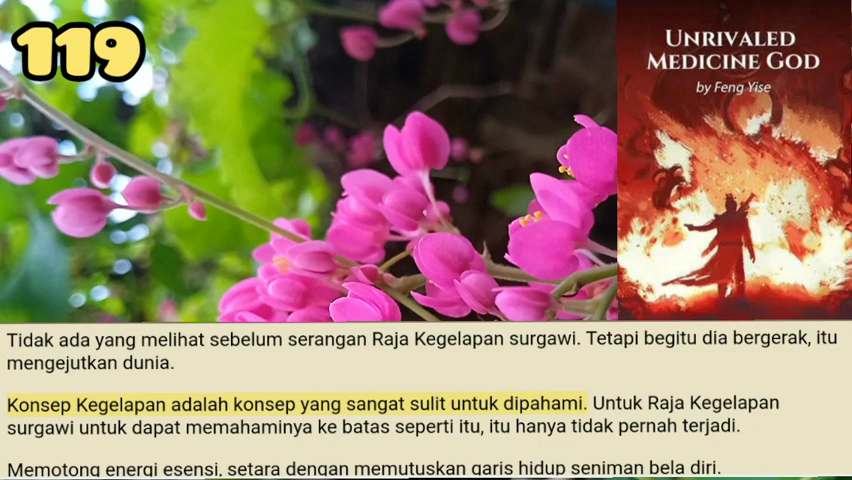 119
UNRIVALED
MEDICINE GOD
by Feng Yise
Tidak ada yang melihat sebelum serangan Raja Kegelapan surgawi. Tetapi begitu dia bergerak, itu
mengejutkan dunia.
Konsep Kegelapan adalah konsep yang sangat sulit untuk dipahami. Untuk Raja Kegelapan
surgawi untuk dapat memahaminya ke batas seperti itu, itu hanya tidak pernah terjadi.
Memotong energi esensi, setara dengan memutuskan garis hidup seniman bela diri.